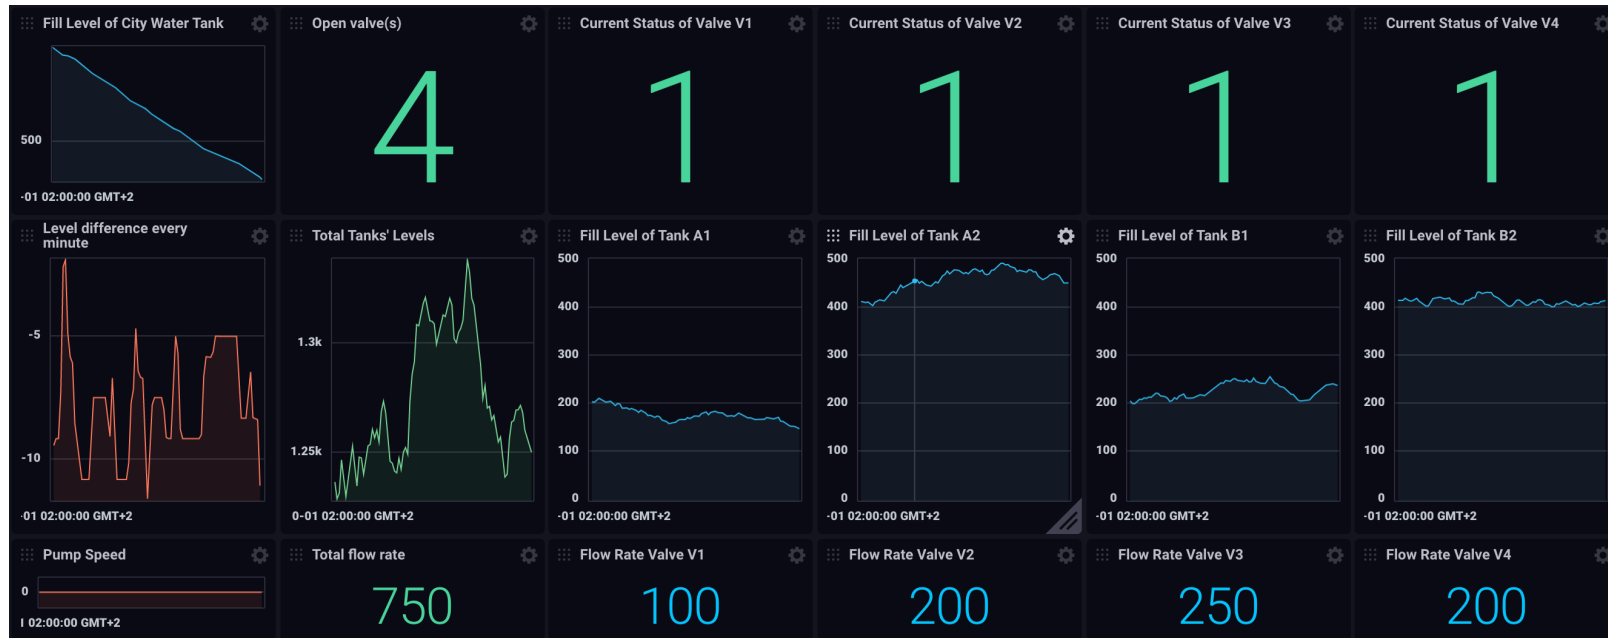 Fill Level of City Water Tank
500
-01 02:00:00 GMT+2
Open valve(s)
4
Current Status of Valve V1
1
Current Status of Valve V2
1
Current Status of Valve V3
1
Current Status of Valve V4
1
Level difference every
minute
-5
-10
-01 02:00:00 GMT+2
Total Tanks' Levels
1.3k
1.25k
0-01 02:00:00 GMT+2
Fill Level of Tank A1
500
400
300
200
100
0
-01 02:00:00 GMT+2
Fill Level of Tank A2
500
400
300
200
100
0
-01 02:00:00 GMT+2
Fill Level of Tank B1
500
400
300
200
100
0
-01 02:00:00 GMT+2
Fill Level of Tank B2
500
400
300
200
100
0
-01 02:00:00 GMT+2
Pump Speed
0
02:00:00 GMT+2
Total flow rate
750
Flow Rate Valve V1
100
Flow Rate Valve V2
200
Flow Rate Valve V3
250
Flow Rate Valve V4
200